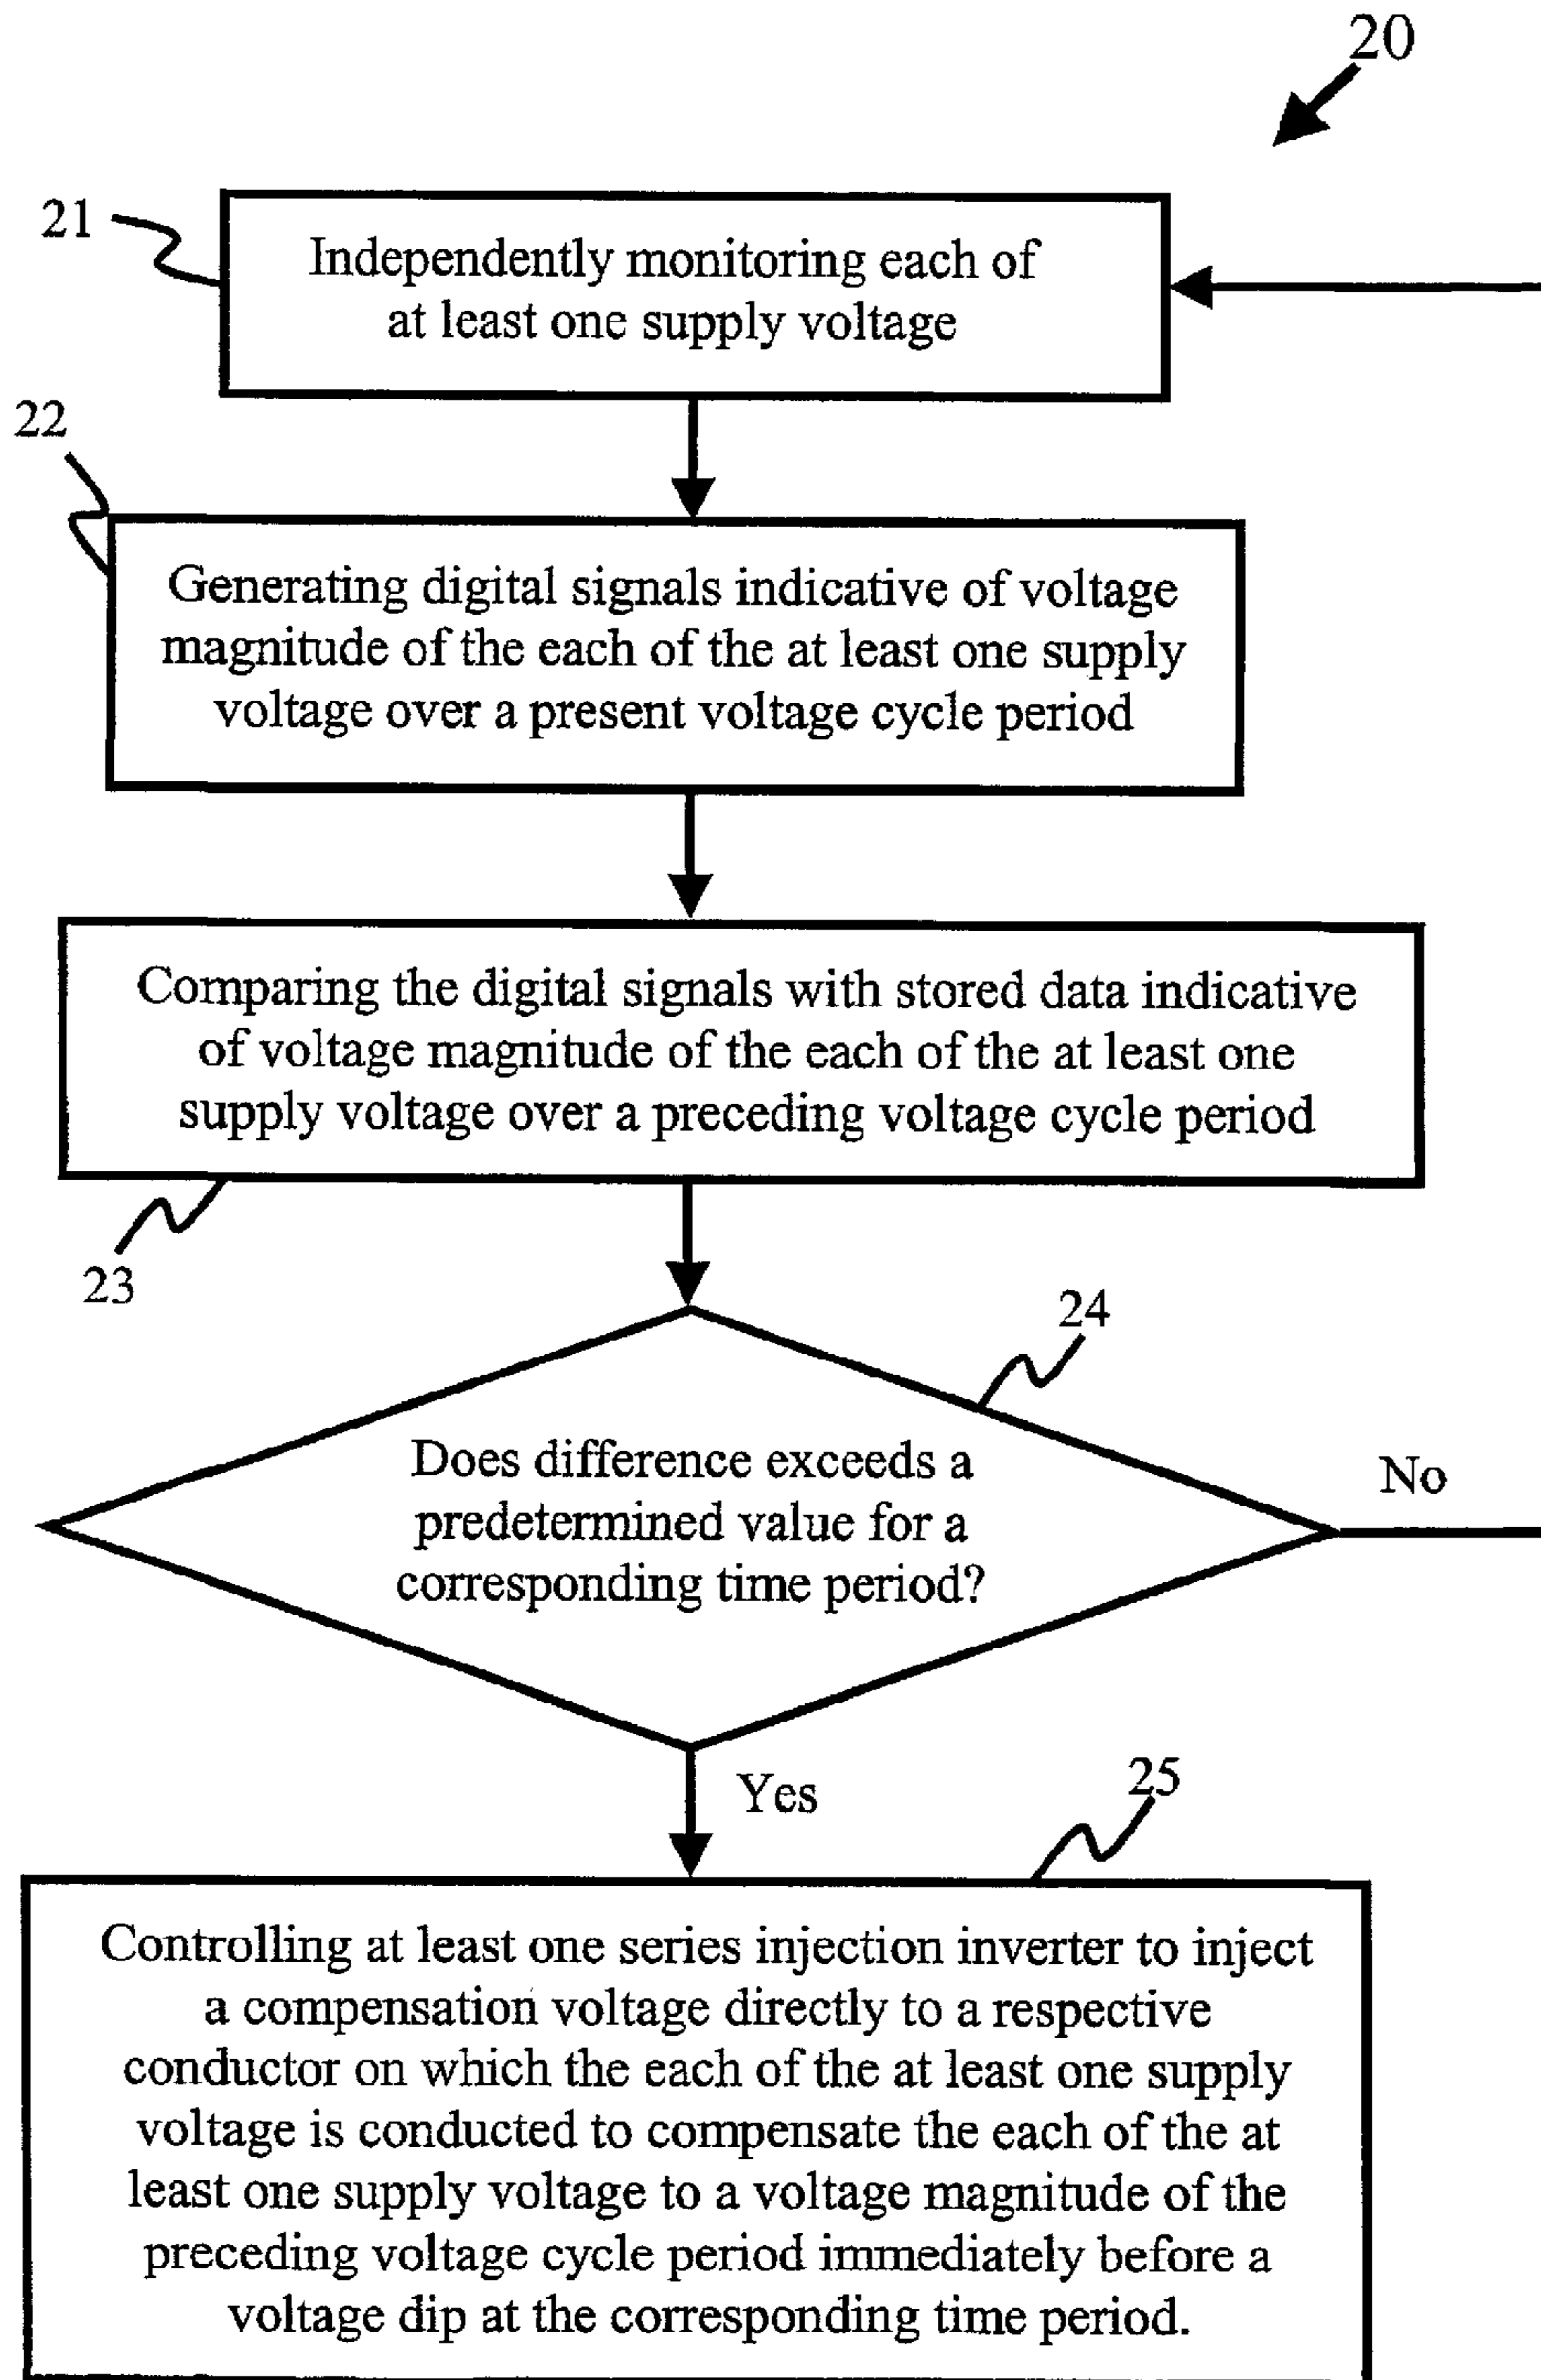 20
21
Independently monitoring each of
at least one supply voltage
22
Generating digital signals indicative of voltage
magnitude of the each of the at least one supply
voltage over a present voltage cycle period
Comparing the digital signals with stored data indicative
of voltage magnitude of the each of the at least one
supply voltage over a preceding voltage cycle period
23
24
Does difference exceeds a
predetermined value for a
corresponding time period?
No
Yes
25
Controlling at least one series injection inverter to inject
a compensation voltage directly to a respective
conductor on which the each of the at least one supply
voltage is conducted to compensate the each of the at
least one supply voltage to a voltage magnitude of the
preceding voltage cycle period immediately before a
voltage dip at the corresponding time period.